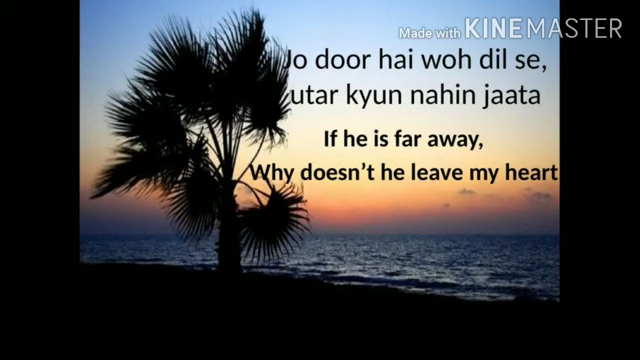 Made with KINEMASTER
Jo door hai woh dil se,
utar kyun nahin jaata
If he is far away,
Why doesn't he leave my heart